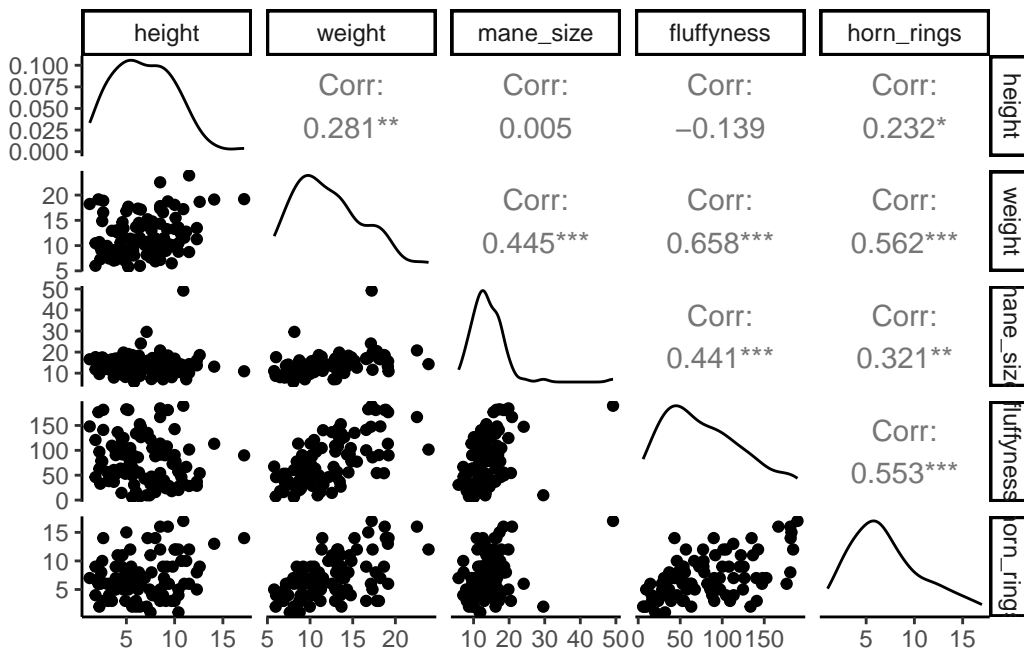 height weight mane_size fluffyness horn_rings
0.100
0.075
0.050
0.025
0.000
Corr: Corr: Corr: Corr:
0.281** 0.005 −0.139 0.232*
height
20
15
10
5
Corr: Corr: Corr:
0.445*** 0.658*** 0.562***
weight
50
40
30
20
10
Corr: Corr:
0.441*** 0.321**
150
100
50
0
Corr:
0.553***
fluffyness
15
10
5
5 10 15 5 10 15 20 10 20 30 40 50 0 50 100 150 5 10 15